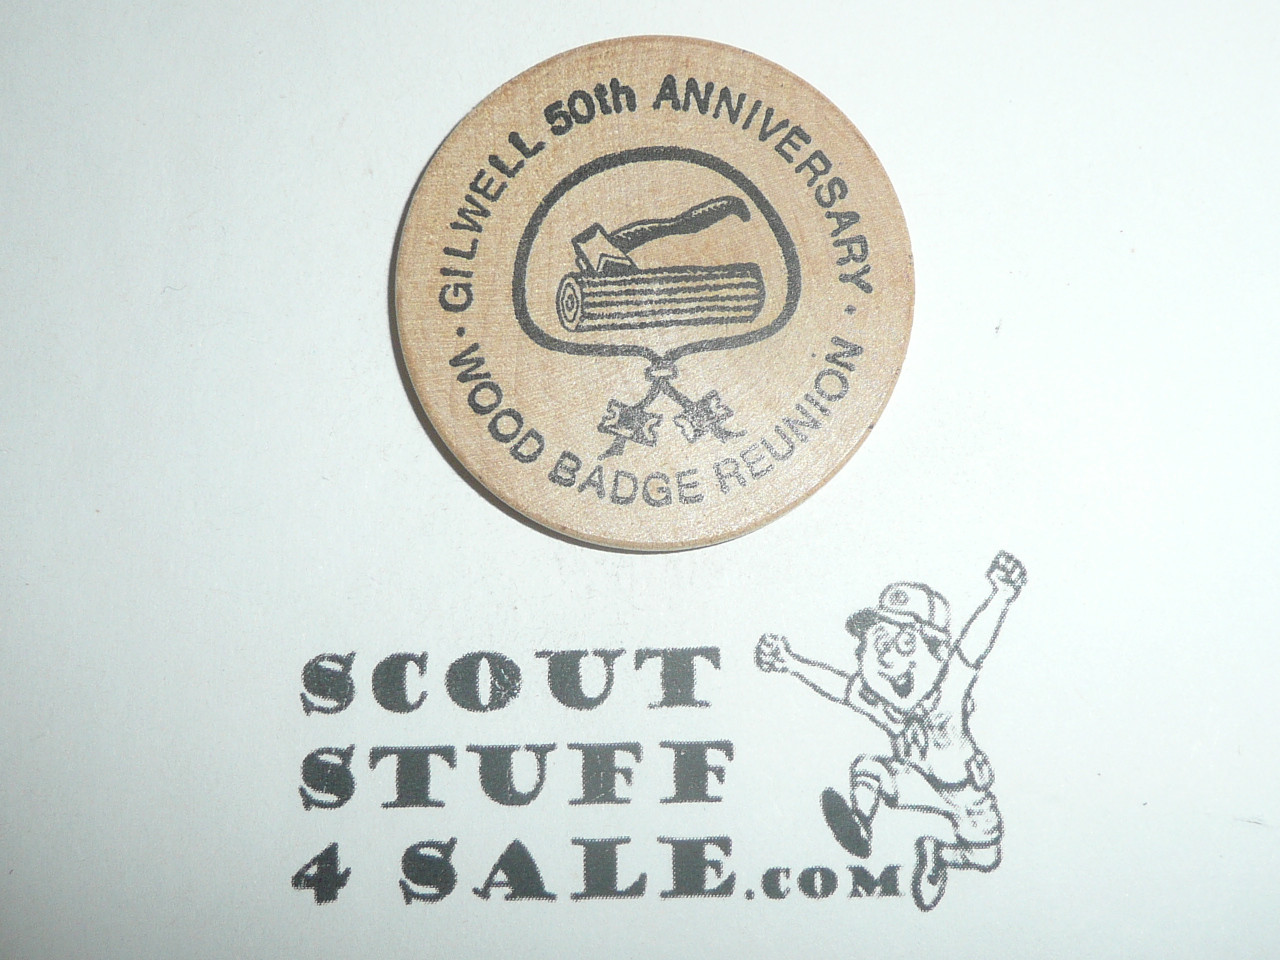 · GILWELL 50th ANNIVERSARY ·
WOOD BADGE REUNION
SCOUT
STUFF
4 SALE.COM